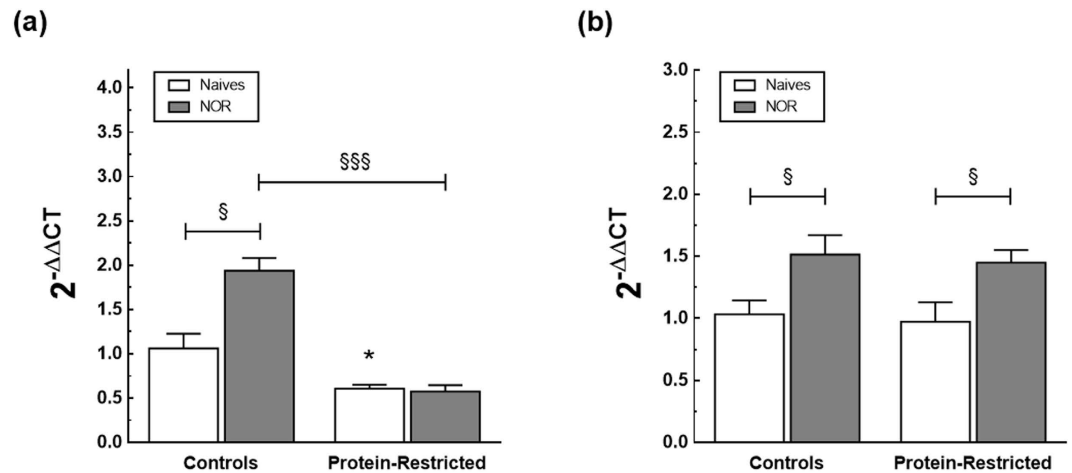 (a)
Naives
NOR
4.0
3.5
3.0
2.5
2.0
1.5
1.0
0.5
0.0
2^-ΔΔCT
§
§§§
*
Controls
Protein-Restricted
(b)
Naives
NOR
3.0
2.5
2.0
1.5
1.0
0.5
0.0
2^-ΔΔCT
§
§
Controls
Protein-Restricted